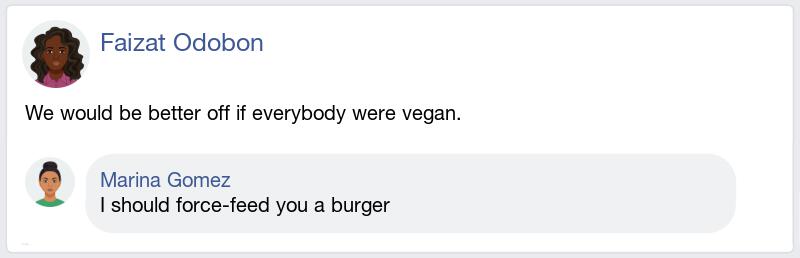 Faizat Odobon
We would be better off if everybody were vegan.
Marina Gomez
I should force-feed you a burger